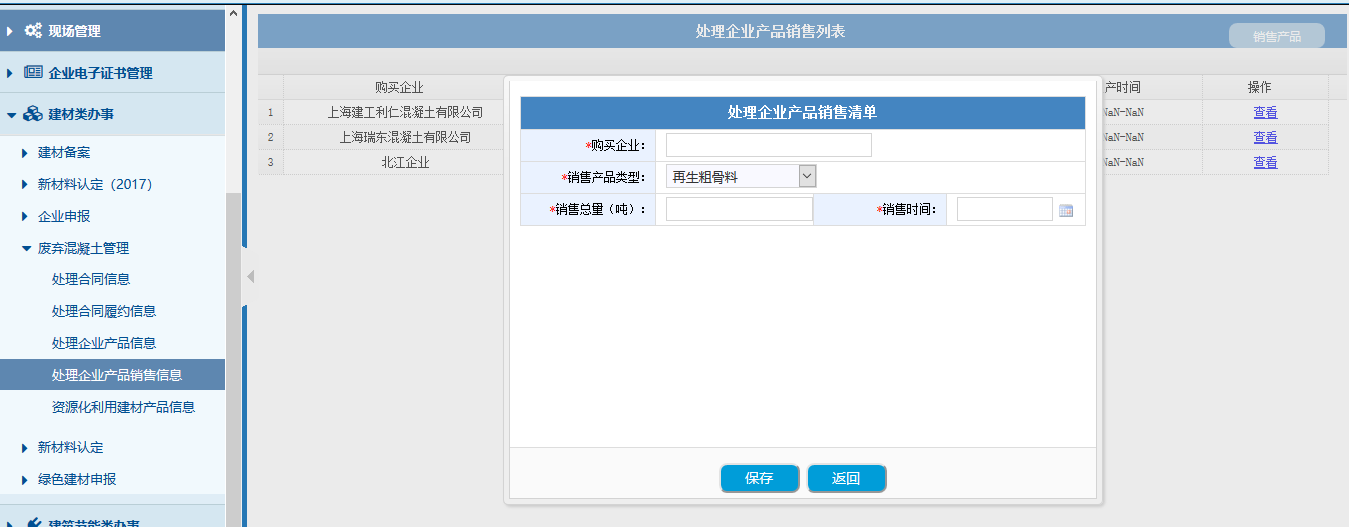 现场管理
企业电子证书管理
建材类办事
建材备案
新材料认定（2017）
企业申报
废弃混凝土管理
处理合同信息
处理合同履约信息
处理企业产品信息
处理企业产品销售信息
资源化利用建材产品信息
新材料认定
绿色建材申报
建筑节能类办事
处理企业产品销售列表
销售产品
购买企业 产时间 操作
1 上海建工利仁混凝土有限公司 NaN-NaN 查看
2 上海瑞东混凝土有限公司 NaN-NaN 查看
3 北江企业 NaN-NaN 查看
处理企业产品销售清单
*购买企业：
*销售产品类型： 再生粗骨料
*销售总量（吨）： *销售时间：
保存 返回